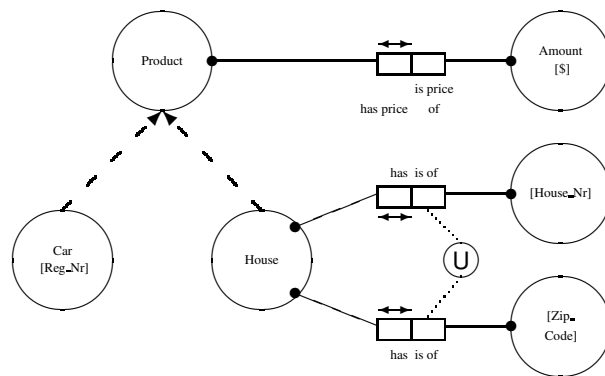 Product
Amount
[$]
is price
has price of
has is of
[House_Nr]
Car
[Reg_Nr]
House
U
[Zip_
Code]
has is of